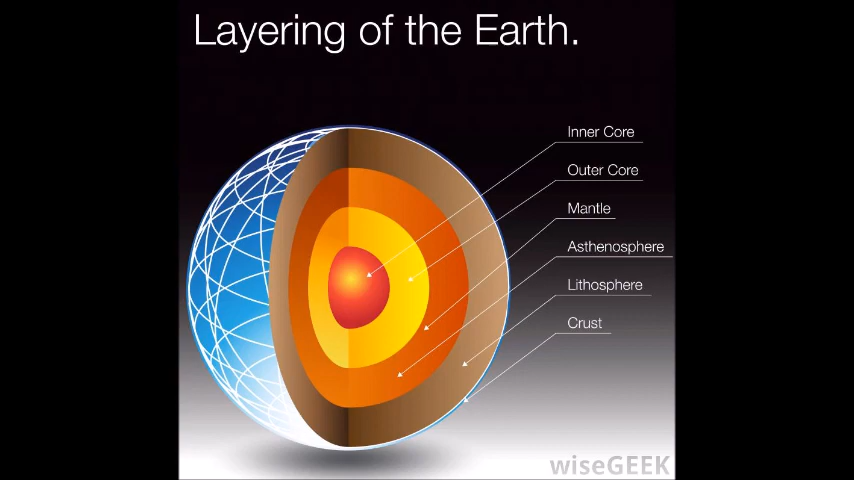 Layering of the Earth.
Inner Core
Outer Core
Mantle
Asthenosphere
Lithosphere
Crust
wiseGEEK